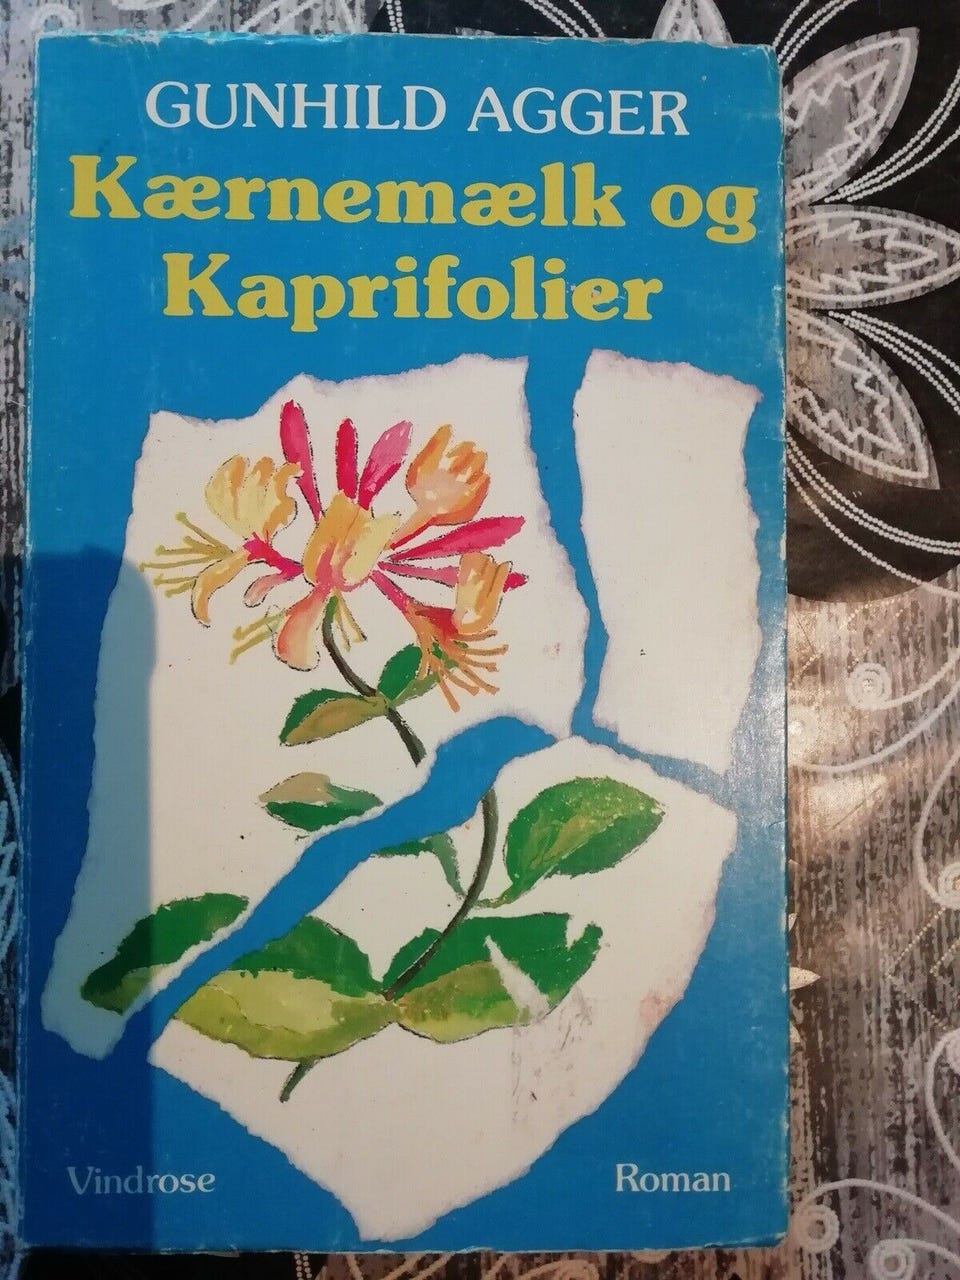 GUNHILD AGGER
Kærnemælk og
Kaprifolier
Vindrose
Roman